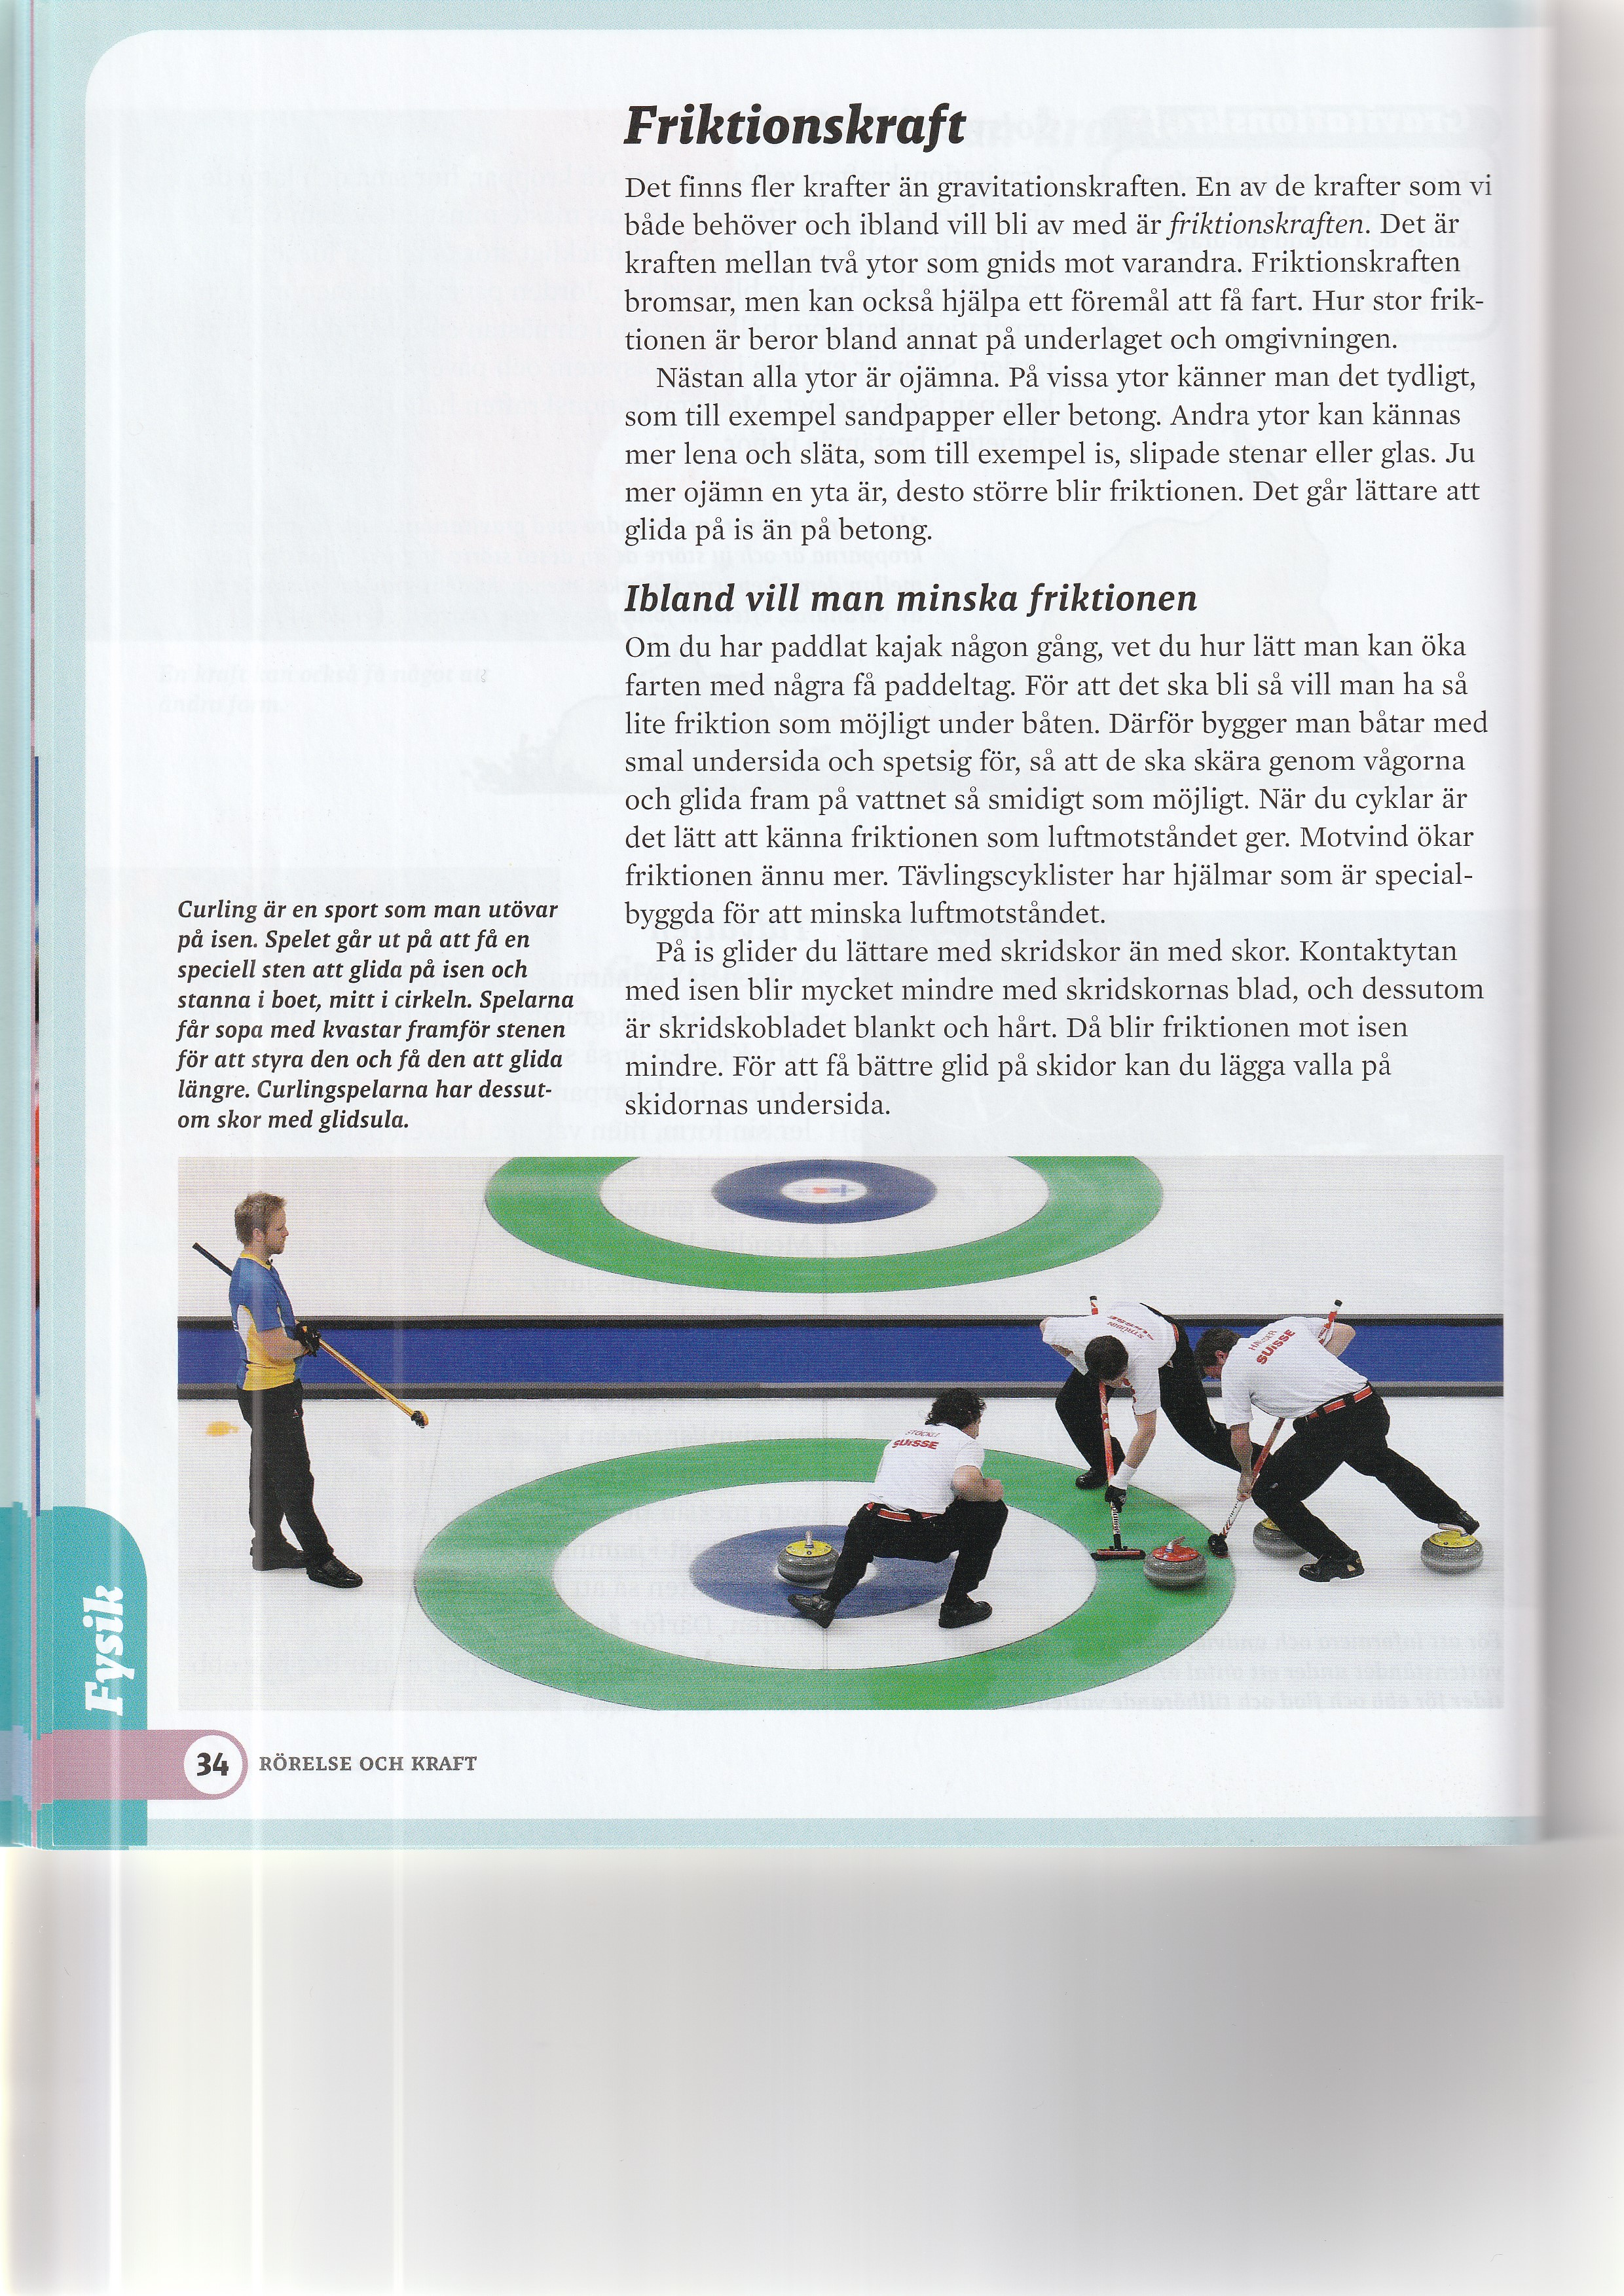 Friktionskraft
Det finns fler krafter än gravitationskraften. En av de krafter som vi
både behöver och ibland vill bli av med är friktionskraften. Det är
kraften mellan två ytor som gnids mot varandra. Friktionskraften
bromsar, men kan också hjälpa ett föremål att få fart. Hur stor frik-
tionen är beror bland annat på underlaget och omgivningen.
Nästan alla ytor är ojämna. På vissa ytor känner man det tydligt,
som till exempel sandpapper eller betong. Andra ytor kan kännas
mer lena och släta, som till exempel is, slipade stenar eller glas. Ju
mer ojämn en yta är, desto större blir friktionen. Det går lättare att
glida på is än på betong.
Ibland vill man minska friktionen
Om du har paddlat kajak någon gång, vet du hur lätt man kan öka
farten med några få paddeltag. För att det ska bli så vill man ha så
lite friktion som möjligt under båten. Därför bygger man båtar med
smal undersida och spetsig för, så att de ska skära genom vågorna
och glida fram på vattnet så smidigt som möjligt. När du cyklar är
det lätt att känna friktionen som luftmotståndet ger. Motvind ökar
friktionen ännu mer. Tävlingscyklister har hjälmar som är special-
byggda för att minska luftmotståndet.
På is glider du lättare med skridskor än med skor. Kontaktytan
med isen blir mycket mindre med skridskornas blad, och dessutom
är skridskobladet blankt och hårt. Då blir friktionen mot isen
mindre. För att få bättre glid på skidor kan du lägga valla på
skidornas undersida.
Curling är en sport som man utövar
på isen. Spelet går ut på att få en
speciell sten att glida på isen och
stanna i boet, mitt i cirkeln. Spelarna
får sopa med kvastar framför stenen
för att styra den och få den att glida
längre. Curlingspelarna har dessut-
om skor med glidsula.
SUISSE
SUISSE
Fysik
34 RÖRELSE OCH KRAFT